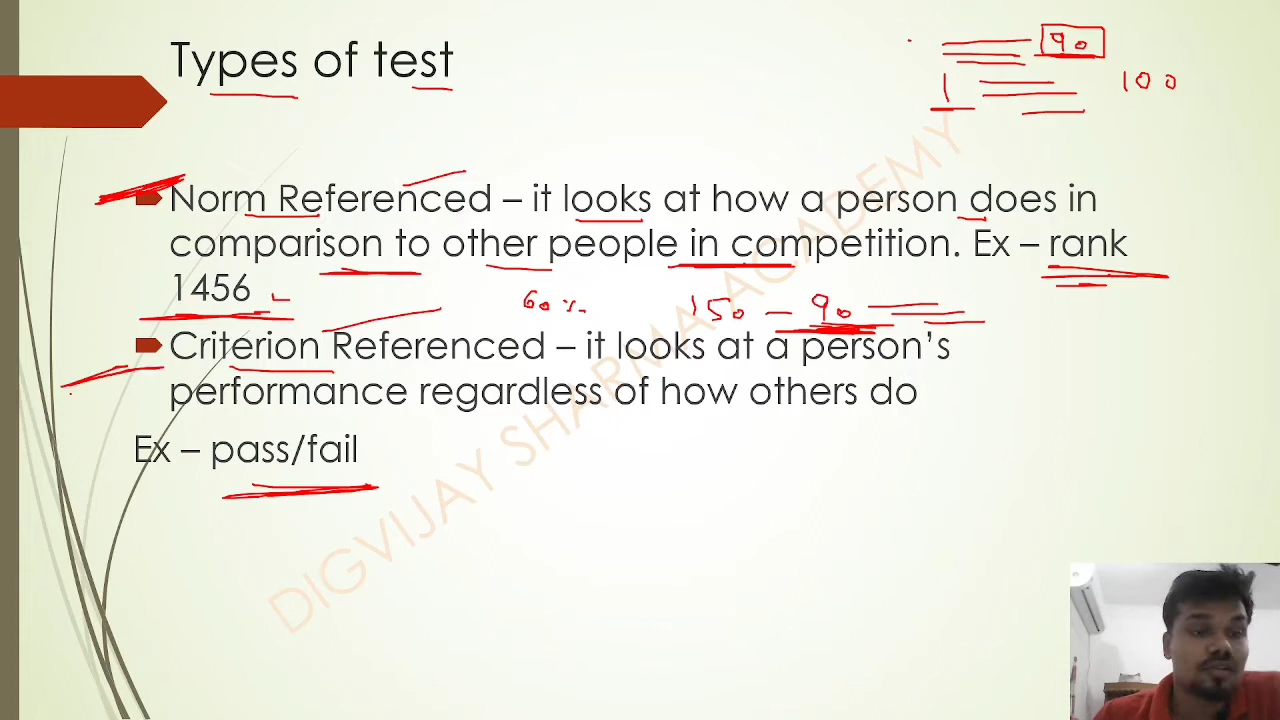 Types of test
90
1
100
Norm Referenced – it looks at how a person does in
comparison to other people in competition. Ex – rank
1456
60 %
150 – 90
Criterion Referenced – it looks at a person’s
performance regardless of how others do
Ex – pass/fail
DIGVIJAY SHARMA ACADEMY